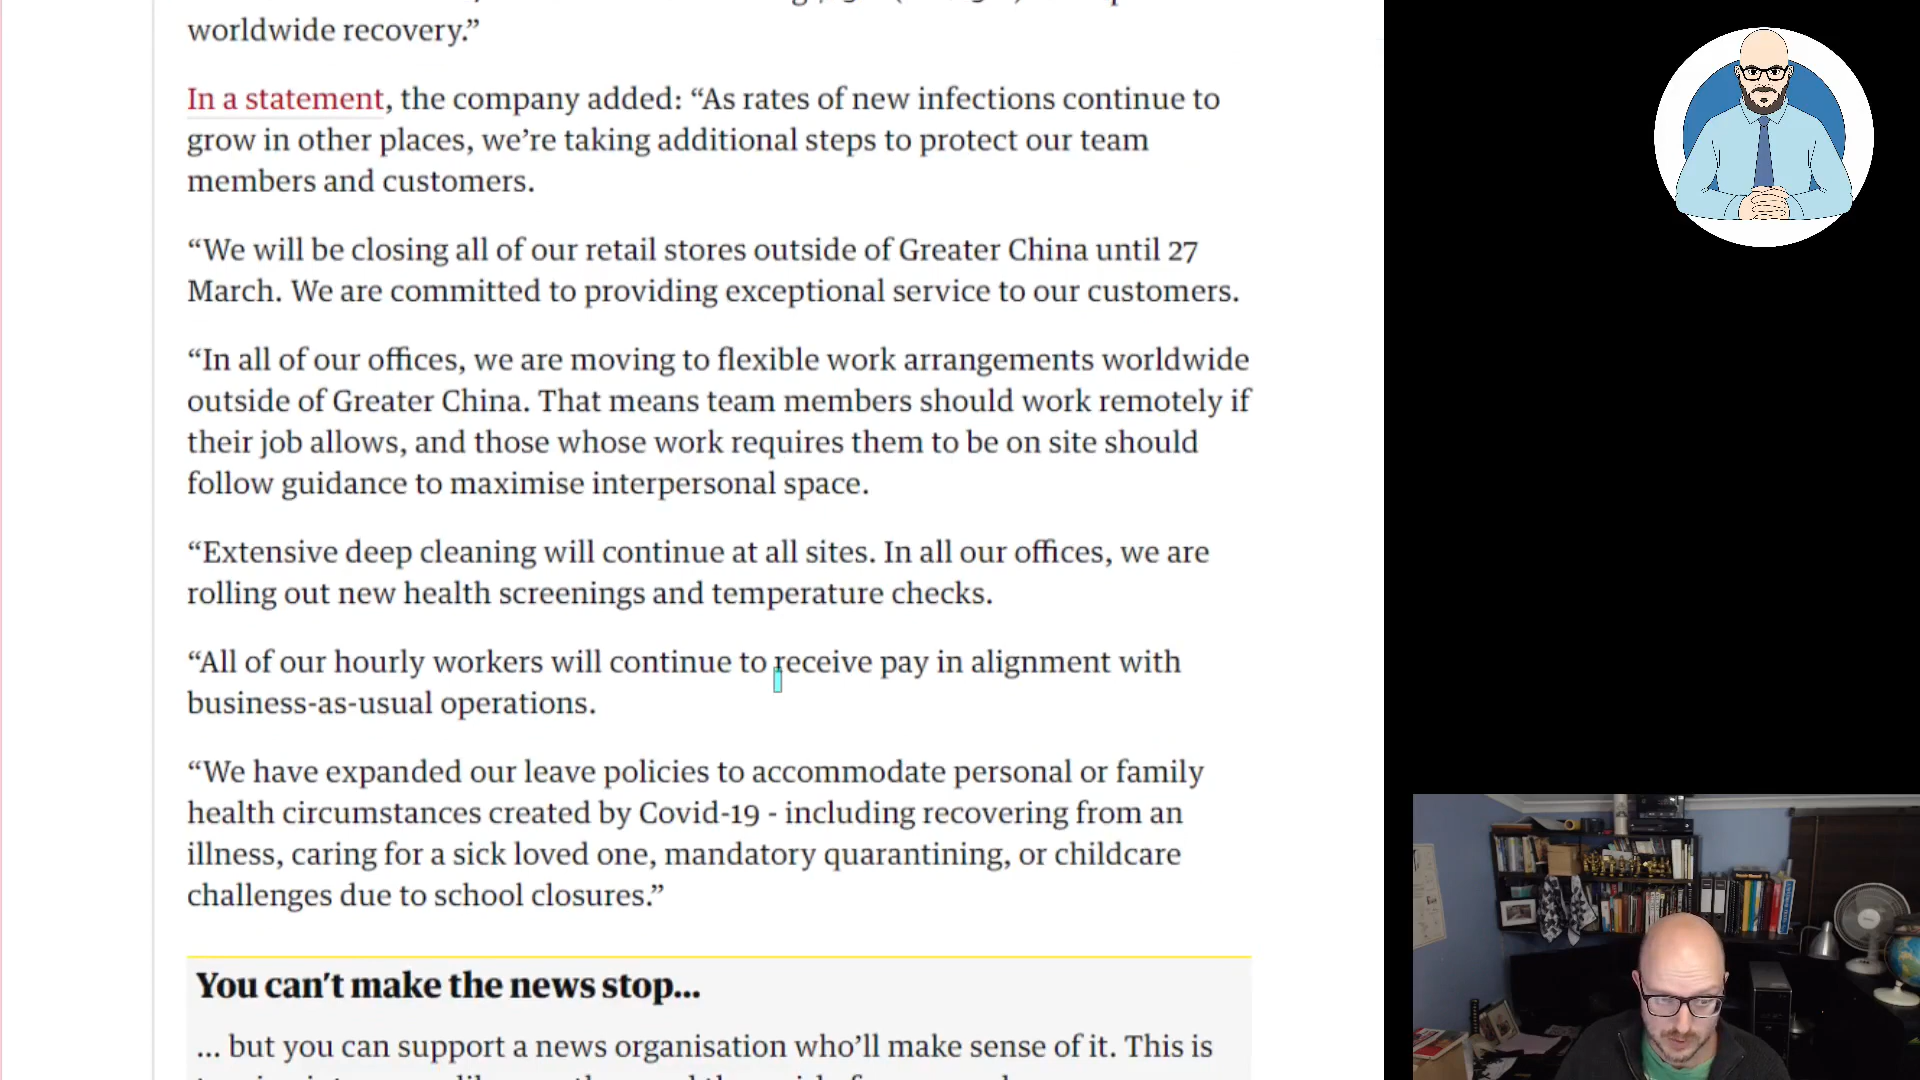 worldwide recovery.”
In a statement, the company added: “As rates of new infections continue to
grow in other places, we’re taking additional steps to protect our team
members and customers.
“We will be closing all of our retail stores outside of Greater China until 27
March. We are committed to providing exceptional service to our customers.
“In all of our offices, we are moving to flexible work arrangements worldwide
outside of Greater China. That means team members should work remotely if
their job allows, and those whose work requires them to be on site should
follow guidance to maximise interpersonal space.
“Extensive deep cleaning will continue at all sites. In all our offices, we are
rolling out new health screenings and temperature checks.
“All of our hourly workers will continue to receive pay in alignment with
business-as-usual operations.
“We have expanded our leave policies to accommodate personal or family
health circumstances created by Covid-19 - including recovering from an
illness, caring for a sick loved one, mandatory quarantining, or childcare
challenges due to school closures.”
You can’t make the news stop...
... but you can support a news organisation who’ll make sense of it. This is